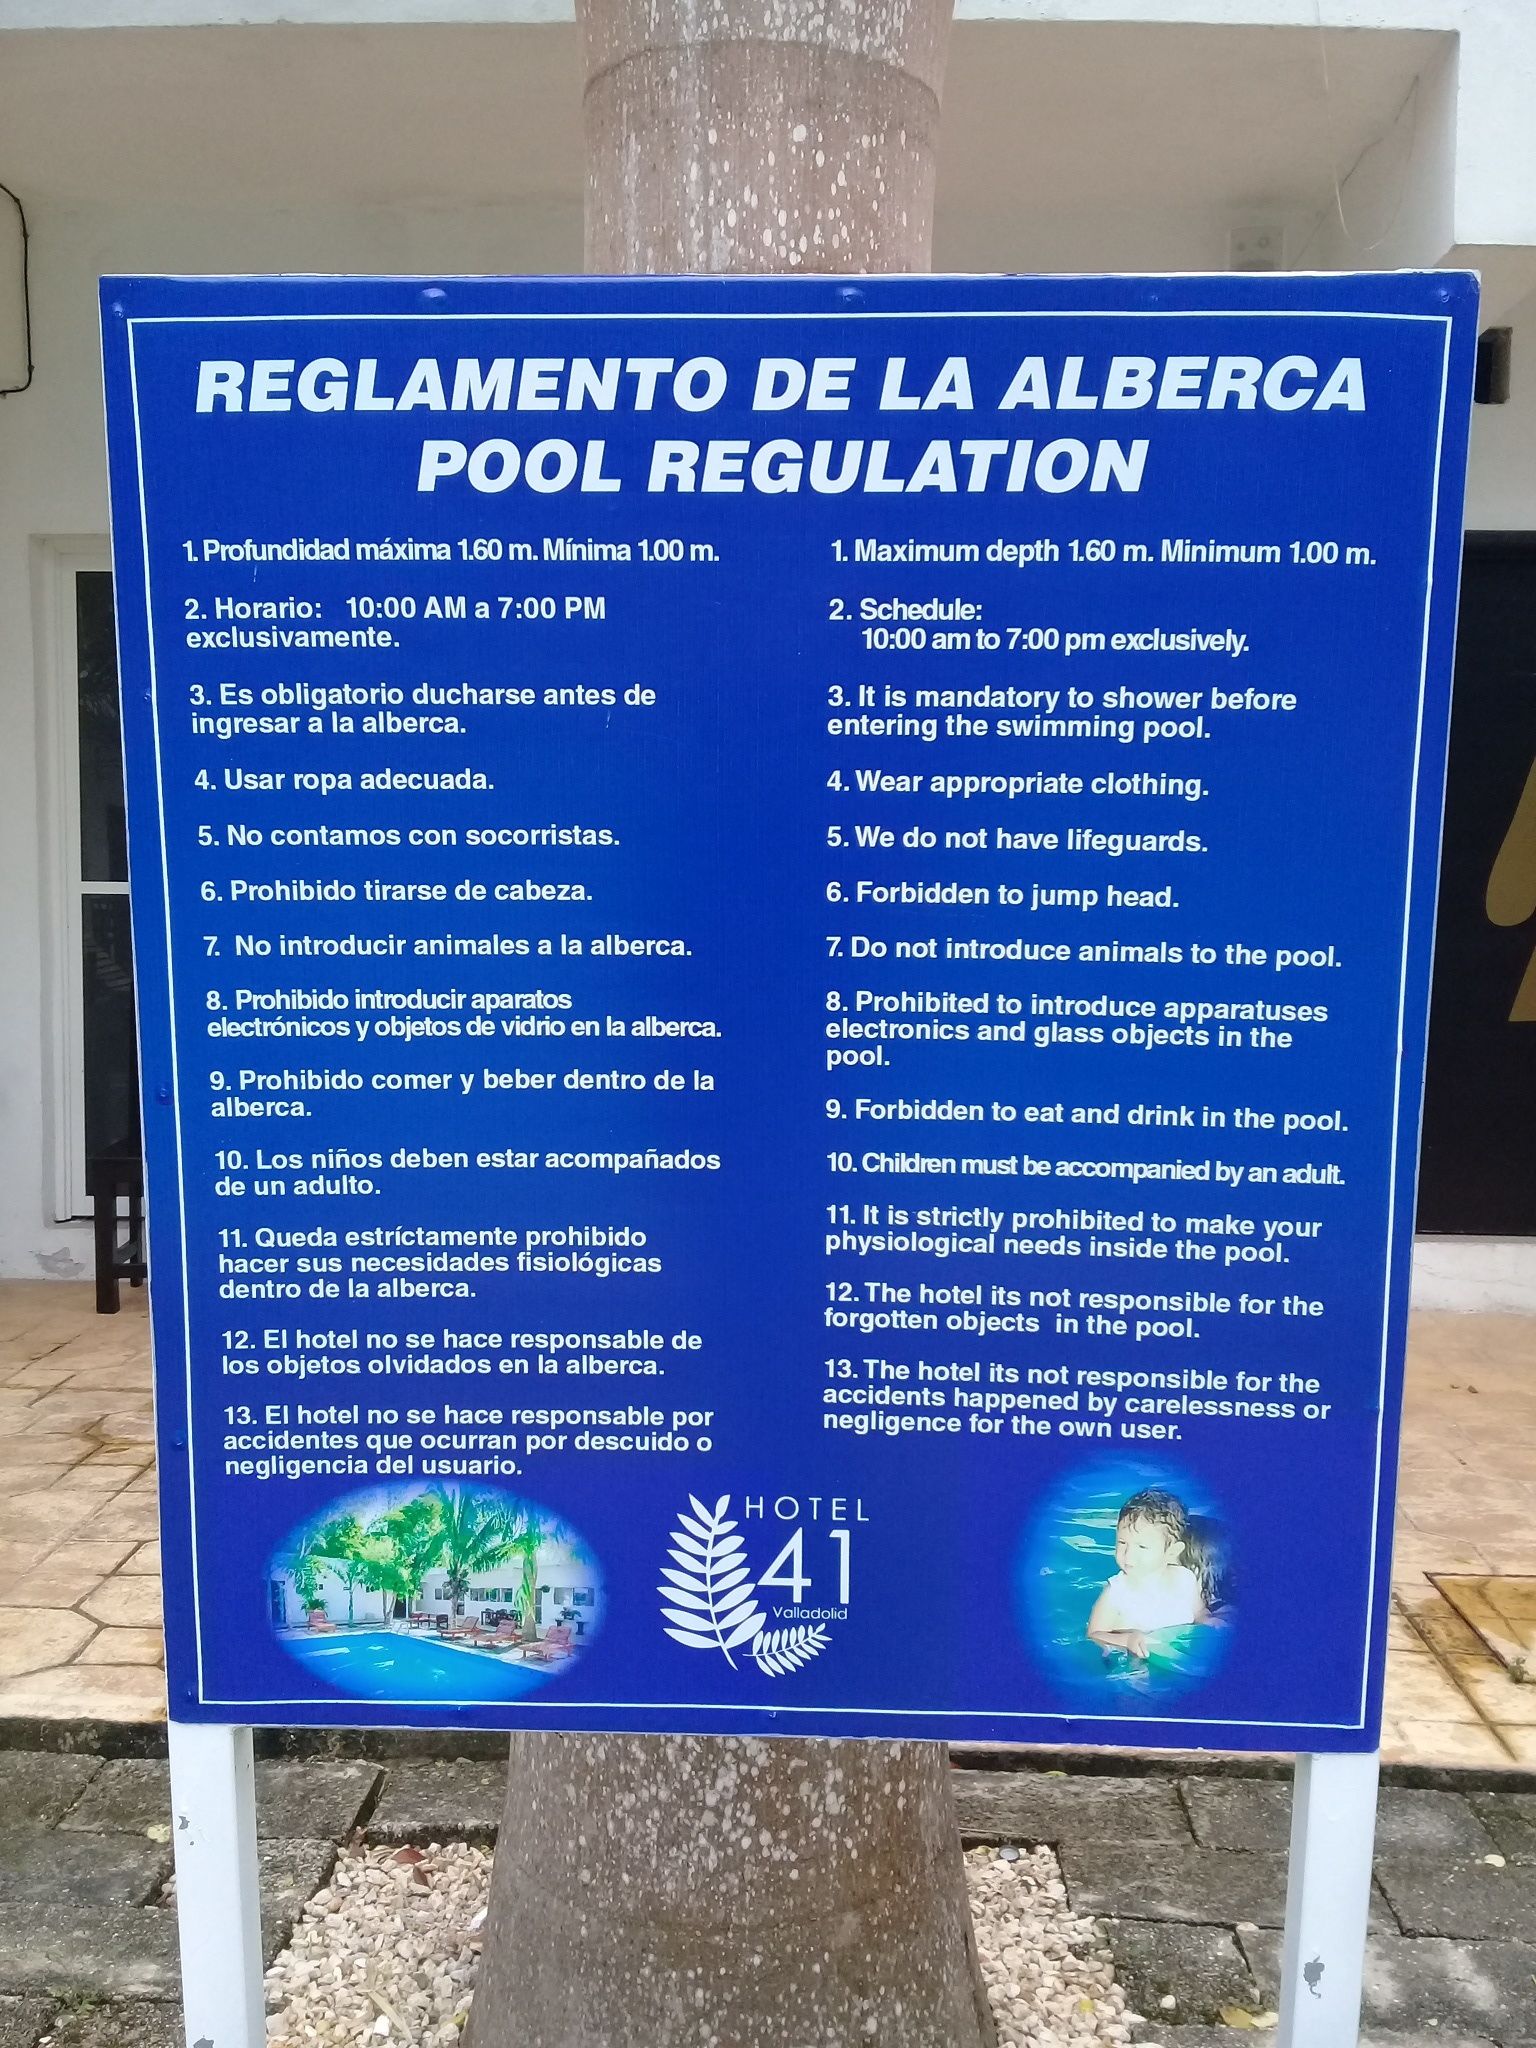 REGLAMENTO DE LA ALBERCA
POOL REGULATION
1. Profundidad máxima 1.60 m. Mínima 1.00 m.
2. Horario: 10:00 AM a 7:00 PM
exclusivamente.
3. Es obligatorio ducharse antes de
ingresar a la alberca.
4. Usar ropa adecuada.
5. No contamos con socorristas.
6. Prohibido tirarse de cabeza.
7. No introducir animales a la alberca.
8. Prohibido introducir aparatos
electrónicos y objetos de vidrio en la alberca.
9. Prohibido comer y beber dentro de la
alberca.
10. Los niños deben estar acompañados
de un adulto.
11. Queda estríctamente prohibido
hacer sus necesidades fisiológicas
dentro de la alberca.
12. El hotel no se hace responsable de
los objetos olvidados en la alberca.
13. El hotel no se hace responsable por
accidentes que ocurran por descuido o
negligencia del usuario.
1. Maximum depth 1.60 m. Minimum 1.00 m.
2. Schedule:
10:00 am to 7:00 pm exclusively.
3. It is mandatory to shower before
entering the swimming pool.
4. Wear appropriate clothing.
5. We do not have lifeguards.
6. Forbidden to jump head.
7. Do not introduce animals to the pool.
8. Prohibited to introduce apparatuses
electronics and glass objects in the
pool.
9. Forbidden to eat and drink in the pool.
10. Children must be accompanied by an adult.
11. It is strictly prohibited to make your
physiological needs inside the pool.
12. The hotel its not responsible for the
forgotten objects in the pool.
13. The hotel its not responsible for the
accidents happened by carelessness or
negligence for the own user.
HOTEL
41
Valladolid